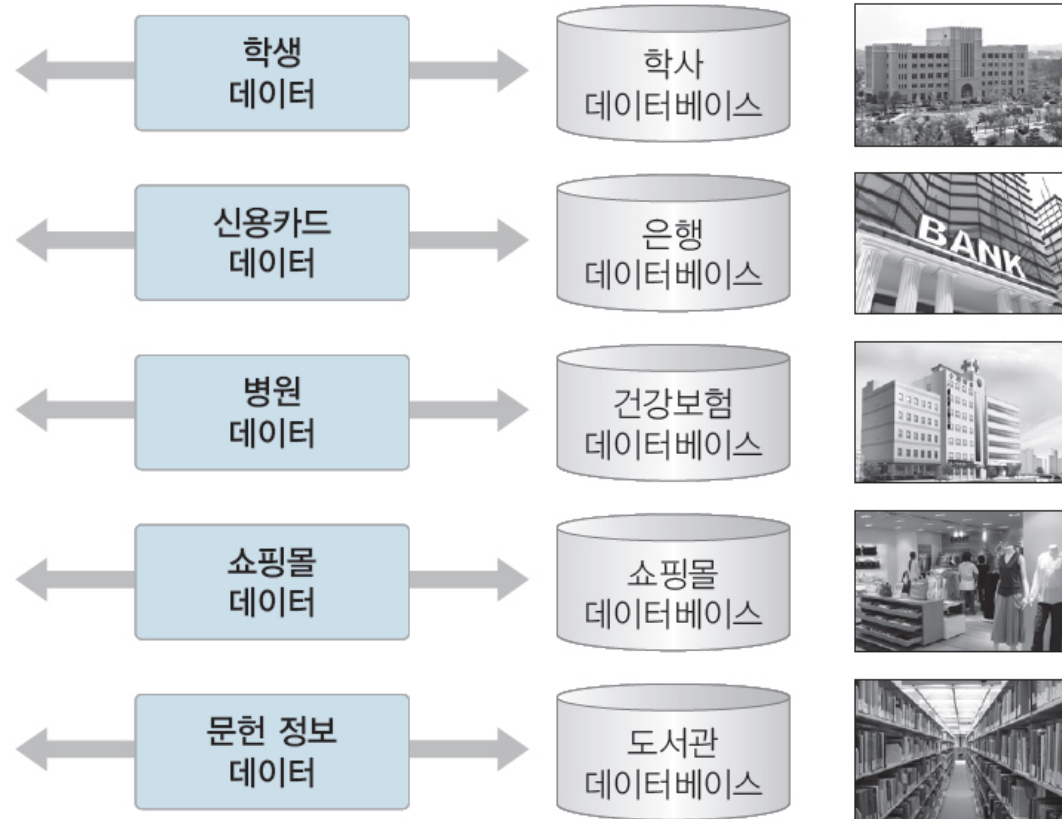 학생
데이터
학사
데이터베이스
신용카드
데이터
은행
데이터베이스
BANK
병원
데이터
건강보험
데이터베이스
쇼핑몰
데이터
쇼핑몰
데이터베이스
문헌 정보
데이터
도서관
데이터베이스